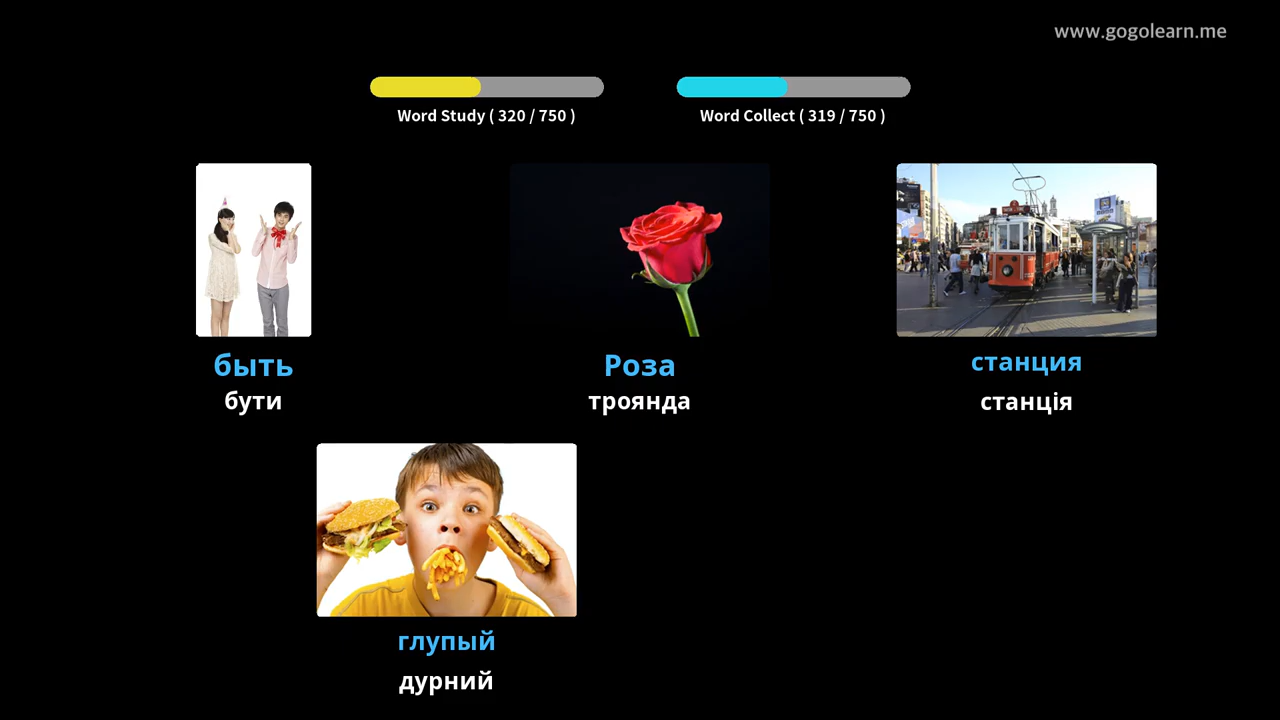 www.gogolearn.me
Word Study ( 320 / 750 )
Word Collect ( 319 / 750 )
быть
бути
Роза
троянда
станция
станція
глупый
дурний